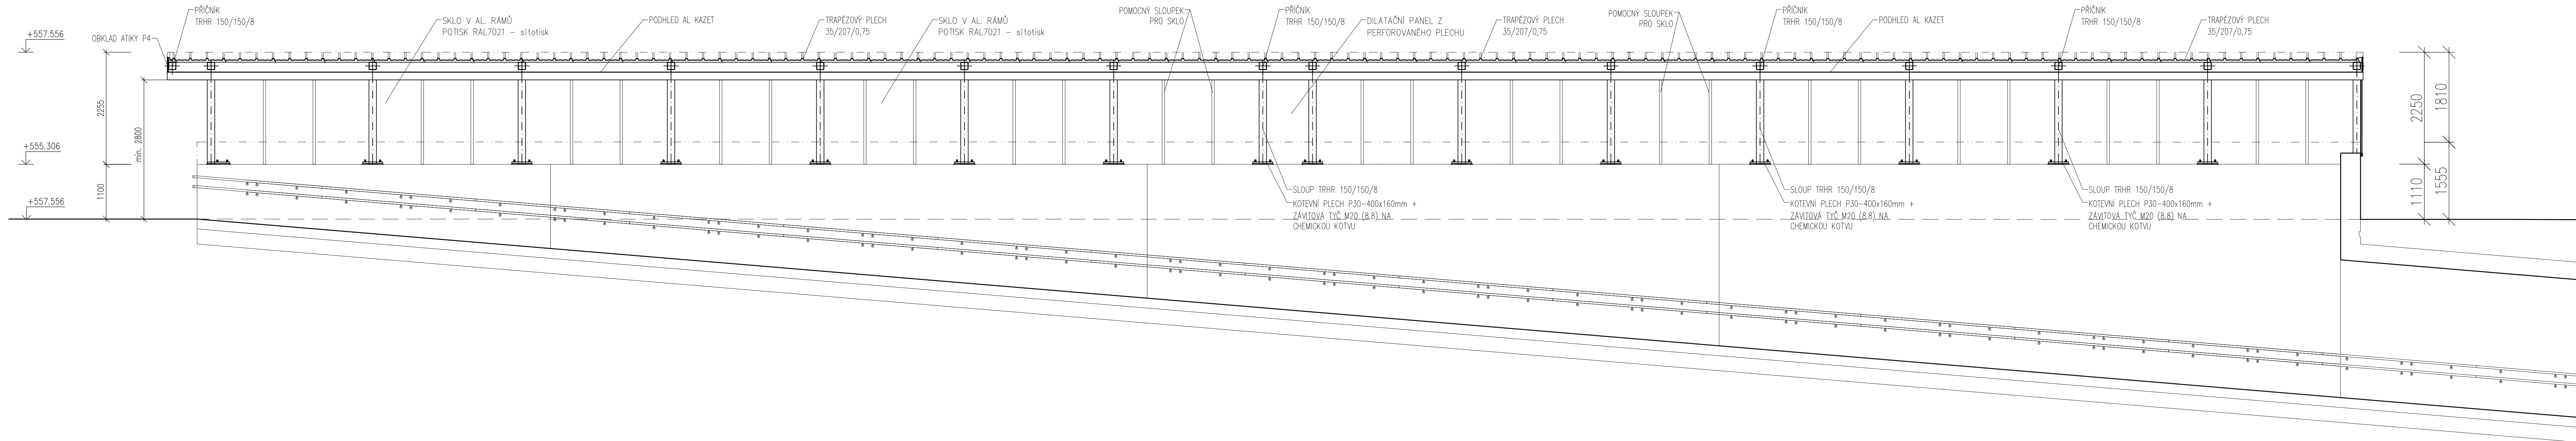 PŘÍČNÍK
TRHR 150/150/8
SKLO V AL. RÁMŮ
POTISK RAL7021 - sítotisk
PODHLED AL KAZET
TRAPÉZOVÝ PLECH
35/207/0,75
SKLO V AL. RÁMŮ
POTISK RAL7021 - sítotisk
POMOCNÝ SLOUPEK
PRO SKLO
PŘÍČNÍK
TRHR 150/150/8
DILATAČNÍ PANEL Z
PERFOROVANÉHO PLECHU
TRAPÉZOVÝ PLECH
35/207/0,75
POMOCNÝ SLOUPEK
PRO SKLO
PŘÍČNÍK
TRHR 150/150/8
PODHLED AL KAZET
PŘÍČNÍK
TRHR 150/150/8
TRAPÉZOVÝ PLECH
35/207/0,75
+557.556
OBKLAD ATIKY P4
2255
min. 2800
+555.306
1100
+557.556
2250
1810
1110
1555
SLOUP TRHR 150/150/8
KOTEVNÍ PLECH P30-400x160mm +
ZÁVITOVÁ TYČ M20 (8.8) NA
CHEMICKOU KOTVU
SLOUP TRHR 150/150/8
KOTEVNÍ PLECH P30-400x160mm +
ZÁVITOVÁ TYČ M20 (8.8) NA
CHEMICKOU KOTVU
SLOUP TRHR 150/150/8
KOTEVNÍ PLECH P30-400x160mm +
ZÁVITOVÁ TYČ M20 (8.8) NA
CHEMICKOU KOTVU